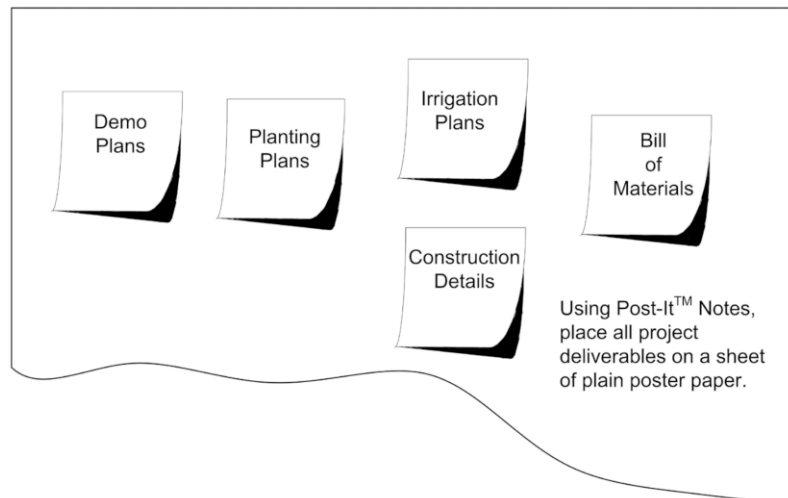 Demo
Plans
Planting
Plans
Irrigation
Plans
Bill
of
Materials
Construction
Details
Using Post-It™ Notes,
place all project
deliverables on a sheet
of plain poster paper.